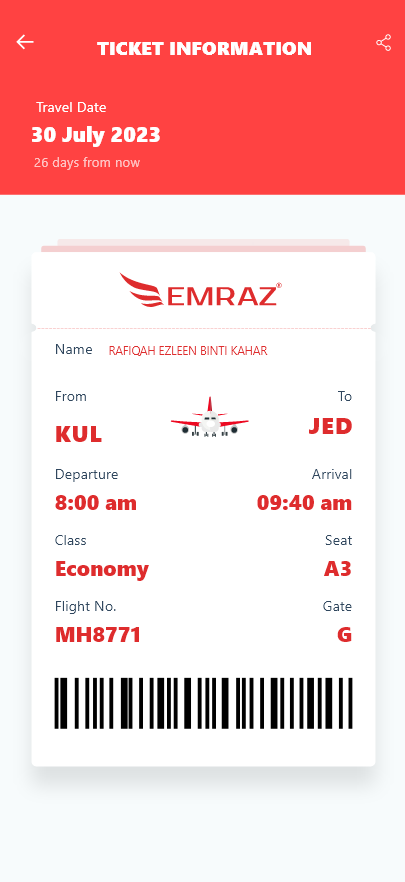 TICKET INFORMATION
Travel Date
30 July 2023
26 days from now
EMRAZ®
Name RAFIQAH EZLEEN BINTI KAHAR
From To
KUL JED
Departure Arrival
8:00 am 09:40 am
Class Seat
Economy A3
Flight No. Gate
MH8771 G